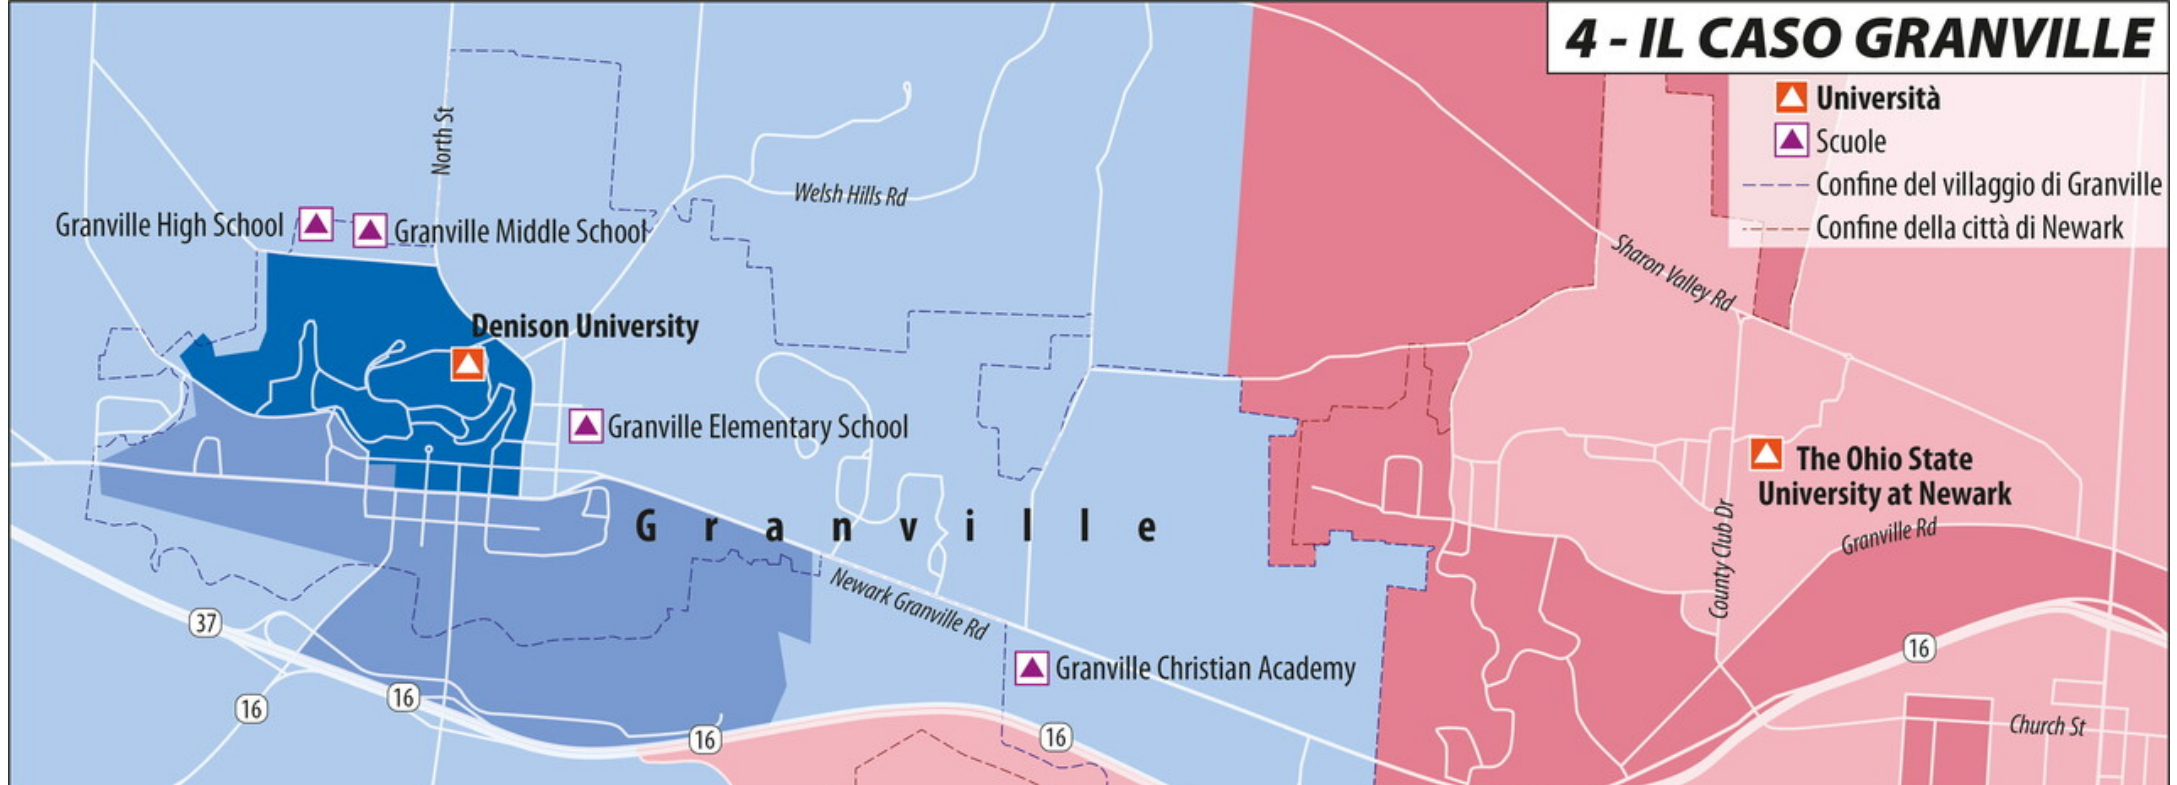 4 - IL CASO GRANVILLE
Università
Scuole
Confine del villaggio di Granville
Confine della città di Newark
North St
Welsh Hills Rd
Granville High School
Granville Middle School
Sharon Valley Rd
Denison University
Granville Elementary School
The Ohio State
University at Newark
Granville
County Club Dr
Granville Rd
Newark Granville Rd
37
16
16
16
16
16
Granville Christian Academy
Church St